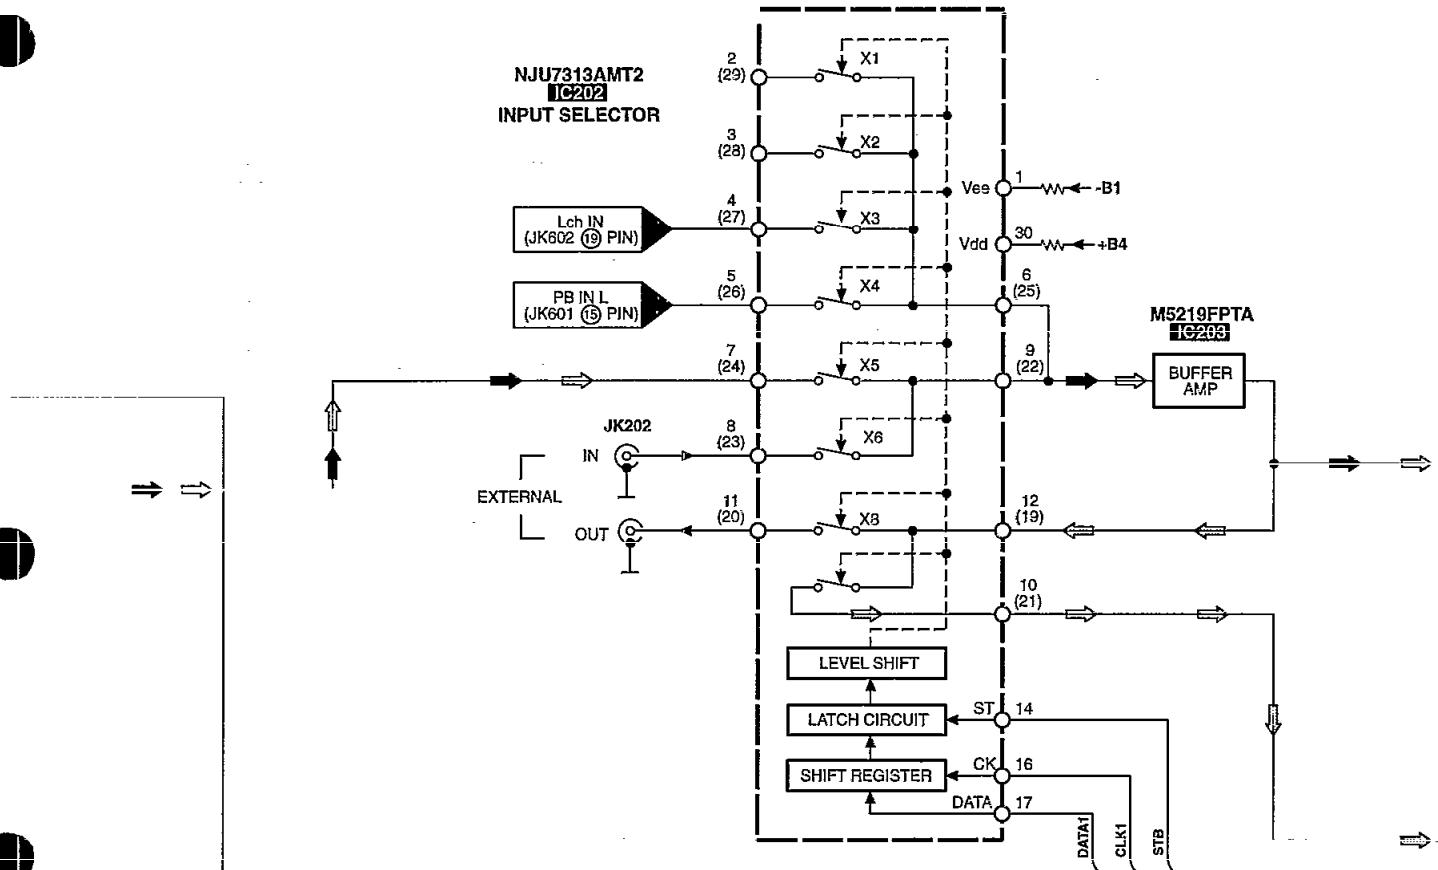 NJU7313AMT2
IC202
INPUT SELECTOR
2
(29)
X1
3
(28)
X2
4
(27)
X3
Lch IN
(JK602 19 PIN)
5
(26)
X4
PB IN L
(JK601 15 PIN)
7
(24)
X5
JK202
8
(23)
X6
IN
EXTERNAL
11
(20)
X8
OUT
Vee
1
-B1
Vdd
30
+B4
6
(25)
9
(22)
M5219FPTA
IC203
BUFFER
AMP
12
(19)
10
(21)
LEVEL SHIFT
LATCH CIRCUIT
ST
14
SHIFT REGISTER
CK
16
DATA
17
DATA1
CLK1
STB